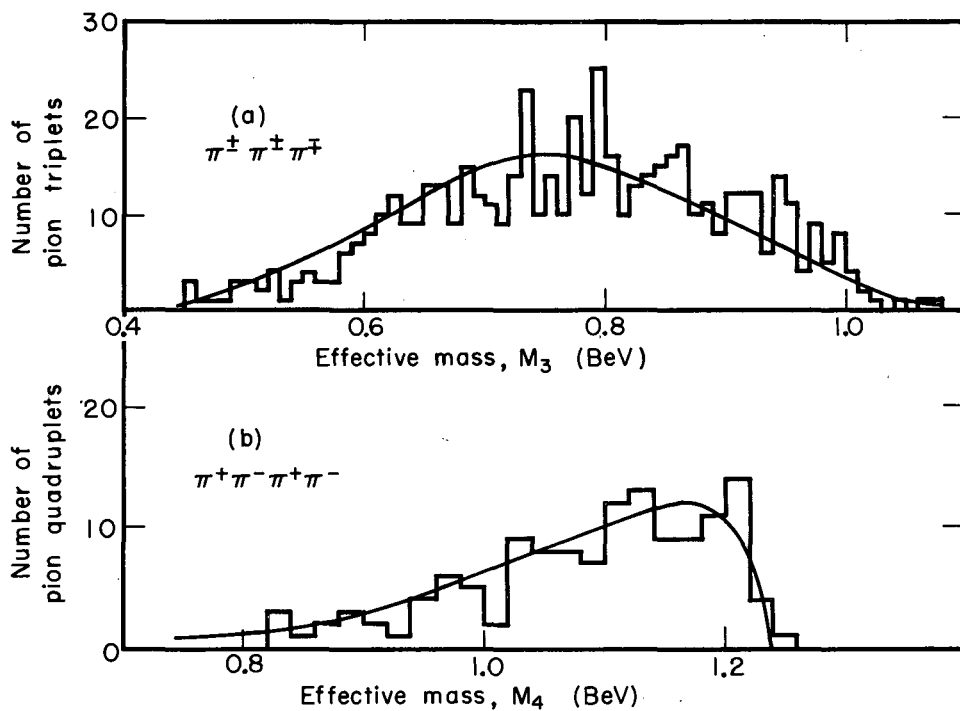 30
20
10
0
Number of
pion triplets
(a)
π± π± π∓
0.4
0.6
0.8
1.0
Effective mass, M₃ (BeV)
20
10
0
Number of
pion quadruplets
(b)
π⁺π⁻π⁺π⁻
0.8
1.0
1.2
Effective mass, M₄ (BeV)